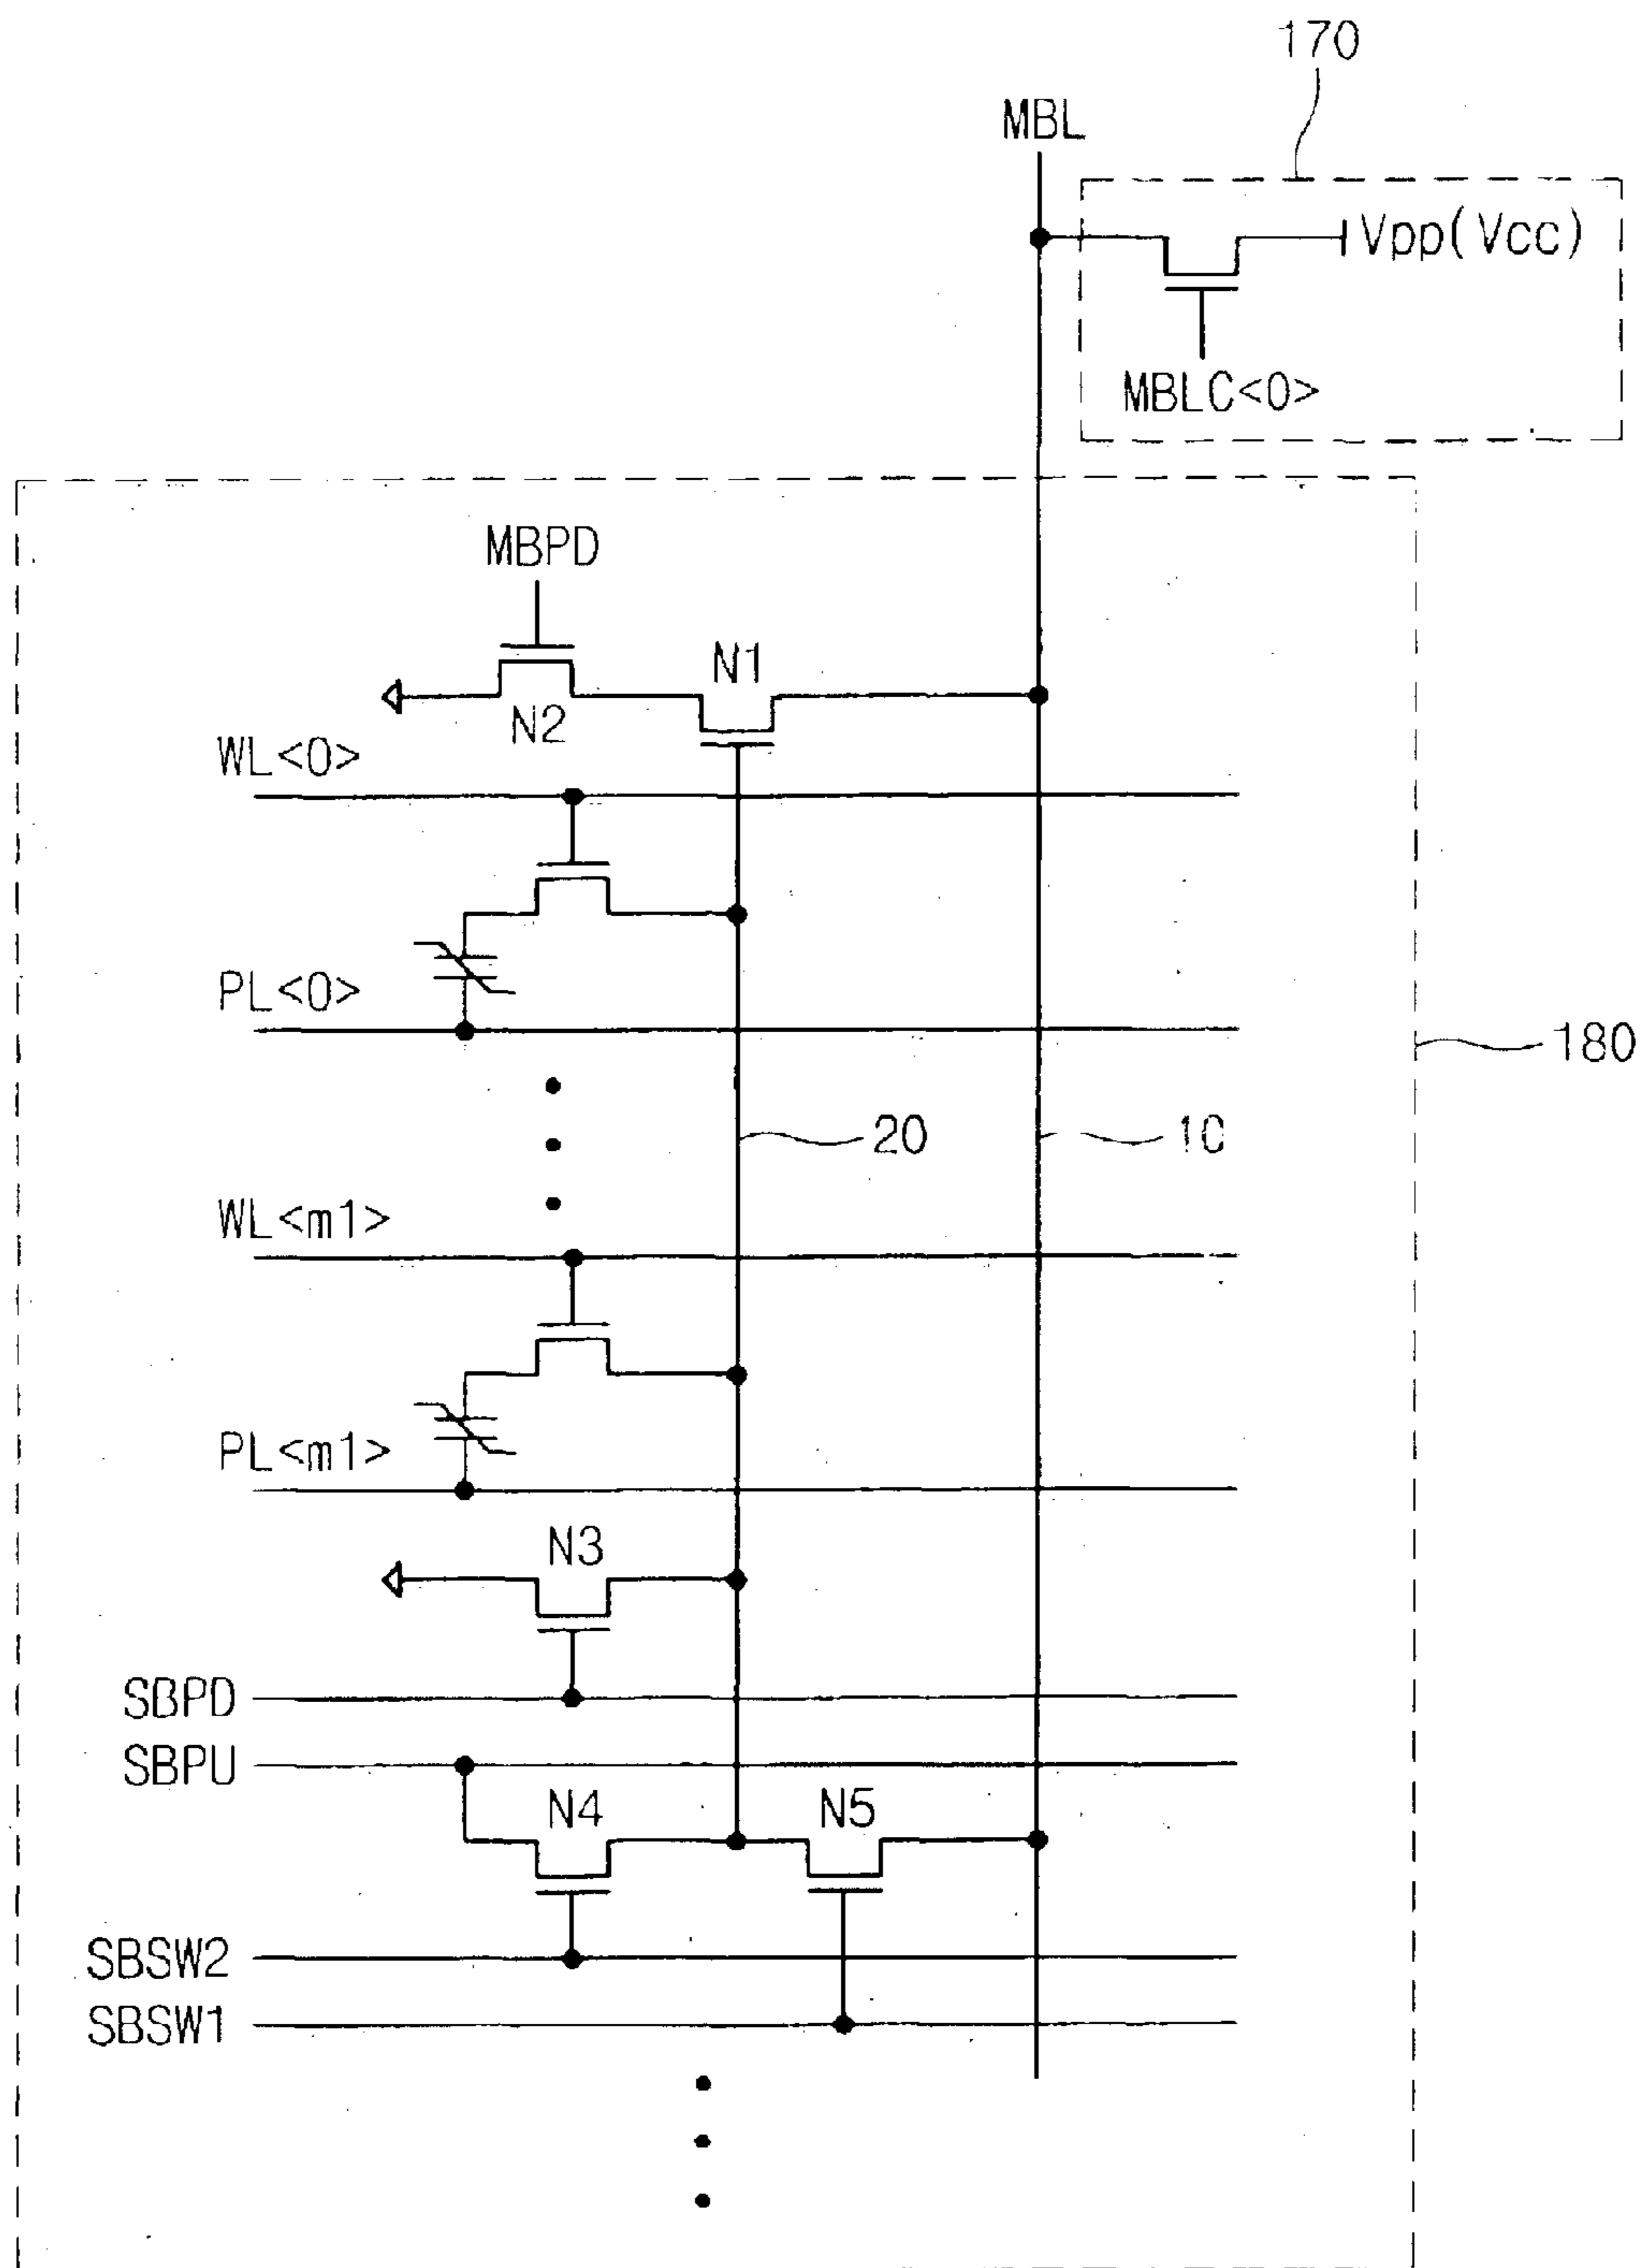 170
MBL
Vpp(Vcc)
MBLC<0>
MBPD
N1
N2
WL<0>
PL<0>
180
20
10
WL<m1>
PL<m1>
N3
SBPD
SBPU
N4
N5
SBSW2
SBSW1